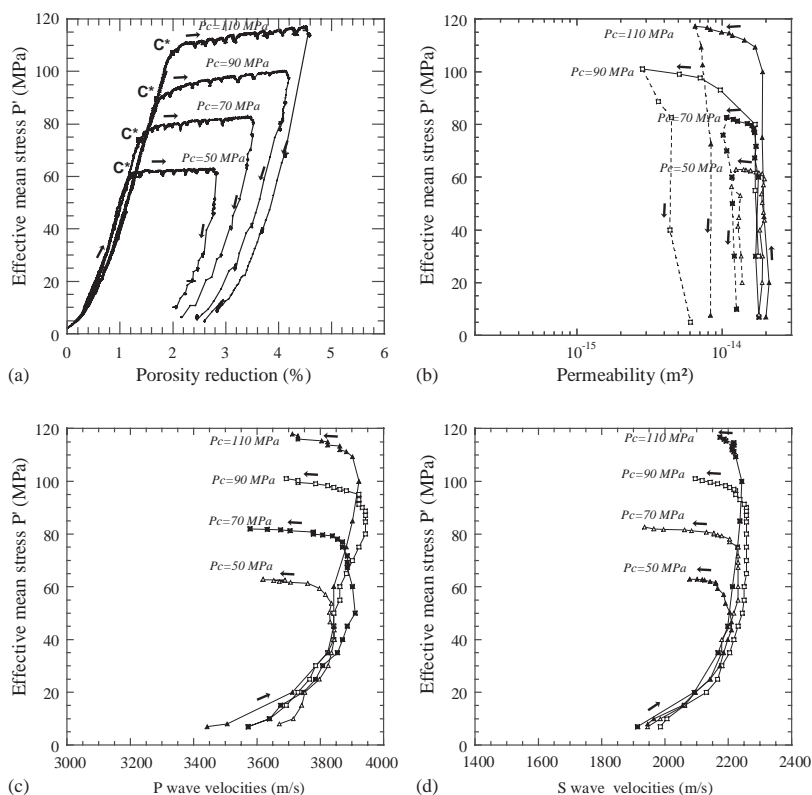 120
100
80
60
40
20
0
0 1 2 3 4 5 6
Effective mean stress P' (MPa)
Porosity reduction (%)
(a)
Pc=110 MPa
C*
Pc=90 MPa
C*
Pc=70 MPa
C*
Pc=50 MPa
C*
120
100
80
60
40
20
0
10-15 10-14
Effective mean stress P' (MPa)
Permeability (m²)
(b)
Pc=110 MPa
Pc=90 MPa
Pc=70 MPa
Pc=50 MPa
120
100
80
60
40
20
0
3000 3200 3400 3600 3800 4000
Effective mean stress P' (MPa)
P wave velocities (m/s)
(c)
Pc=110 MPa
Pc=90 MPa
Pc=70 MPa
Pc=50 MPa
120
100
80
60
40
20
0
1400 1600 1800 2000 2200 2400
Effective mean stress P' (MPa)
S wave velocities (m/s)
(d)
Pc=110 MPa
Pc=90 MPa
Pc=70 MPa
Pc=50 MPa